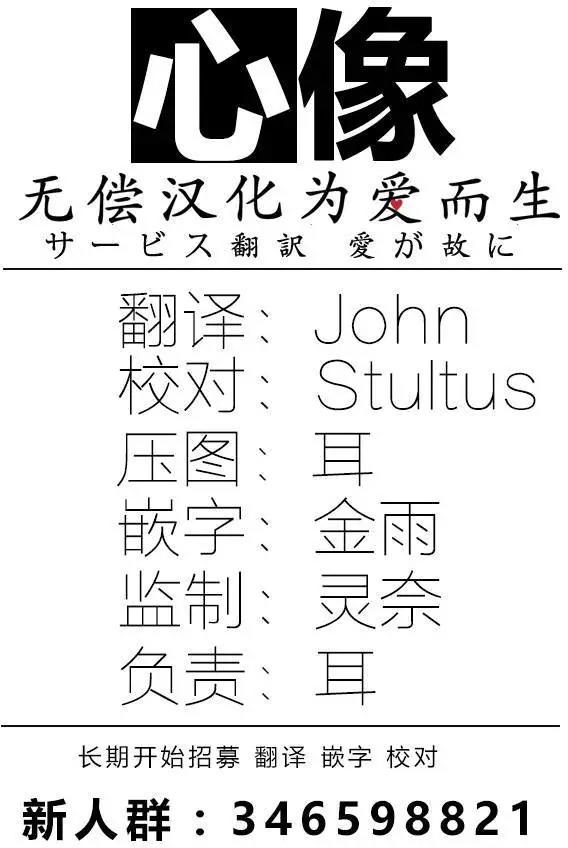 心像
无偿汉化为爱而生
サービス翻訳 愛が故に
翻译：John
校对：Stultus
压图：耳
嵌字：金雨
监制：灵奈
负责：耳
长期开始招募 翻译 嵌字 校对
新人群：346598821